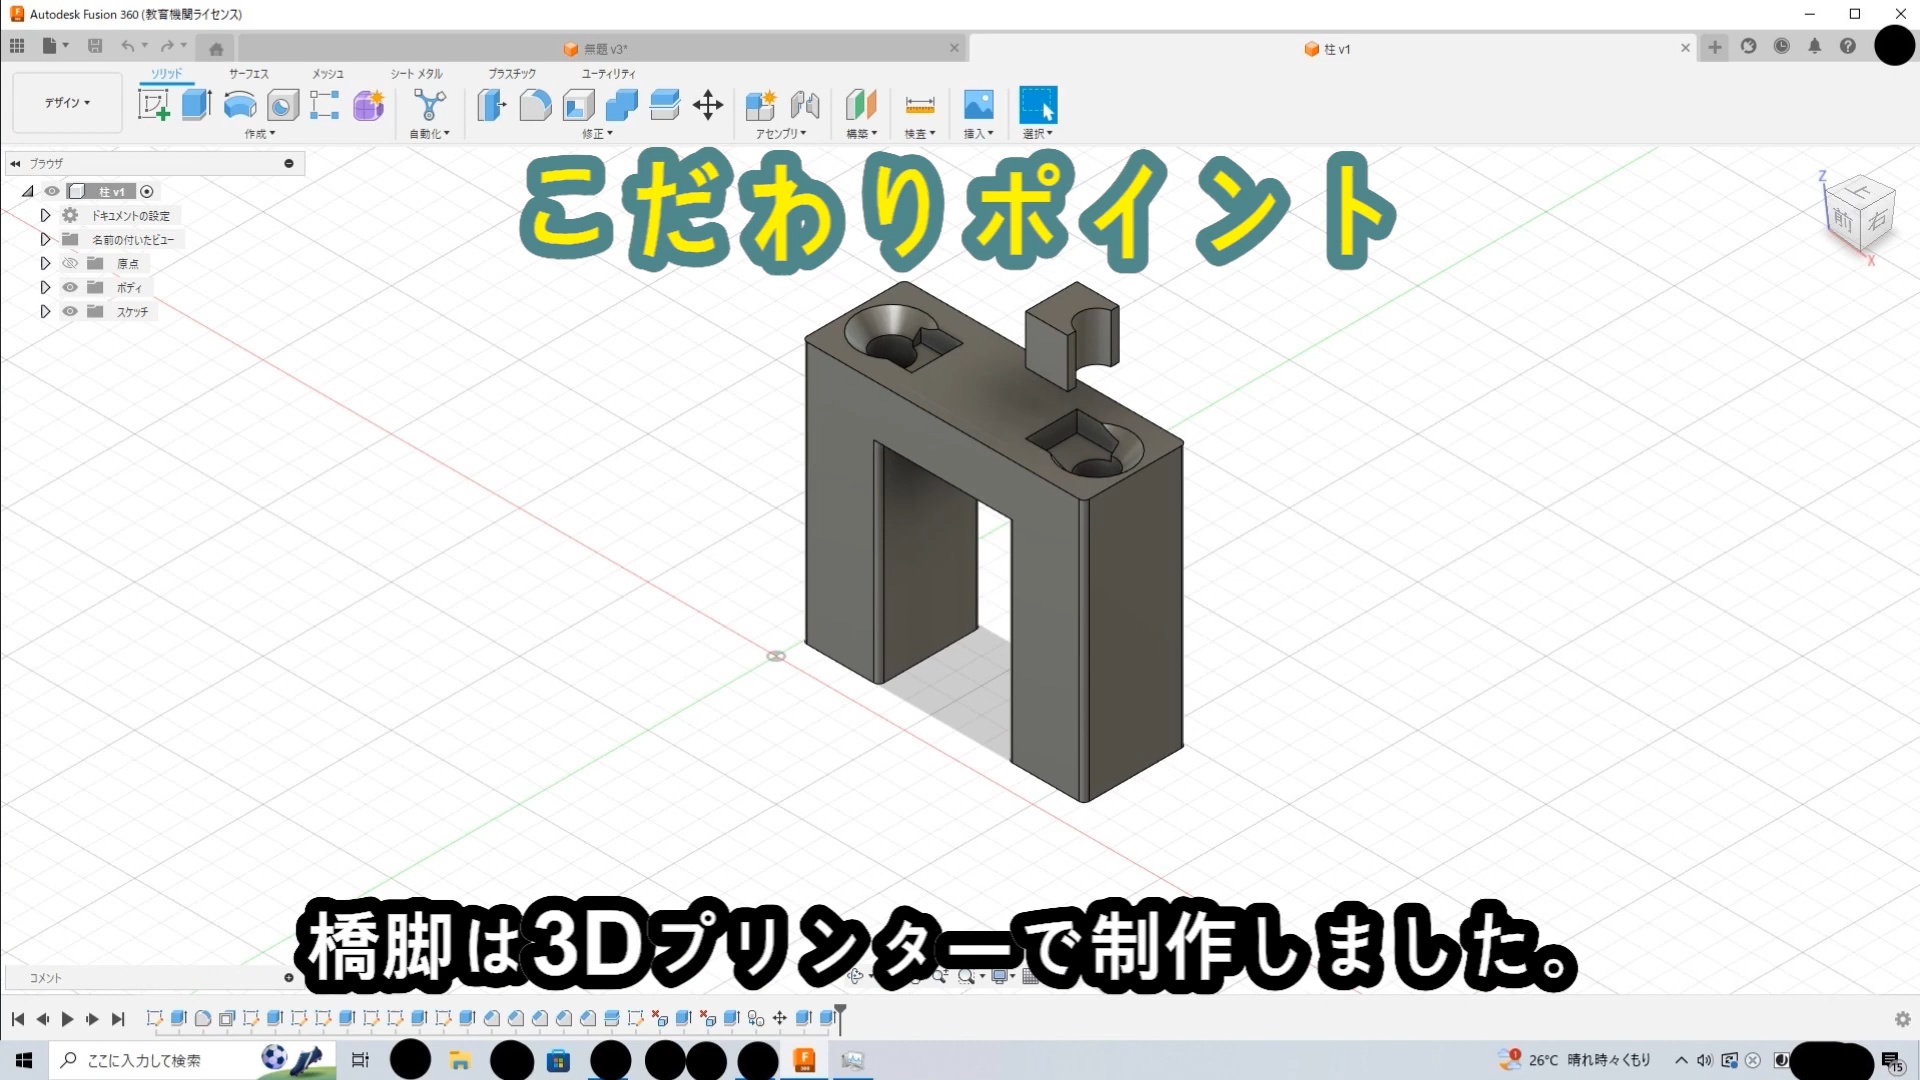 Autodesk Fusion 360 (教育機関ライセンス)
無題 v3*
柱 v1
ソリッド サーフェス メッシュ シート メタル プラスチック ユーティリティ
デザイン
作成 自動化 修正 アセンブリ 構築 検査 挿入 選択
ブラウザ
柱 v1
ドキュメントの設定
名前の付いたビュー
原点
ボディ
スケッチ
こだわりポイント
Z
上
前
右
X
橋脚は3Dプリンターで制作しました。
コメント
ここに入力して検索
F
360
1
26°C 晴れ時々くもり
15